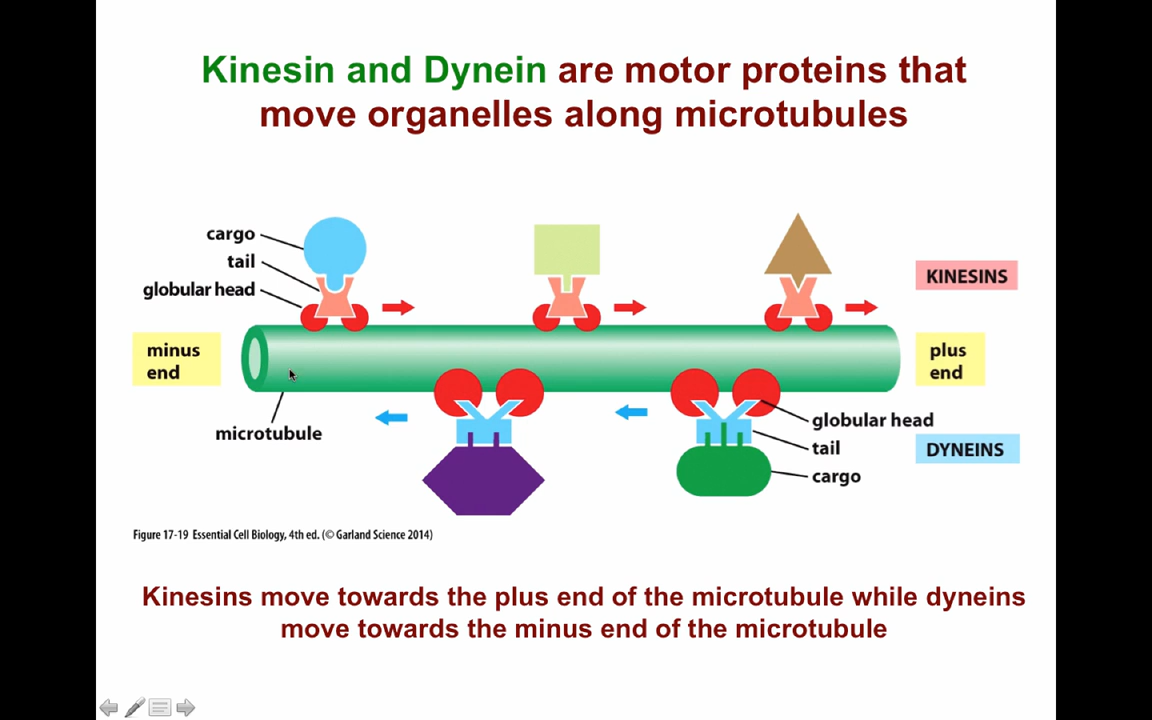 Kinesin and Dynein are motor proteins that
move organelles along microtubules
cargo
tail
globular head
KINESINS
minus
end
plus
end
microtubule
globular head
tail
cargo
DYNEINS
Figure 17-19 Essential Cell Biology, 4th ed. (© Garland Science 2014)
Kinesins move towards the plus end of the microtubule while dyneins
move towards the minus end of the microtubule